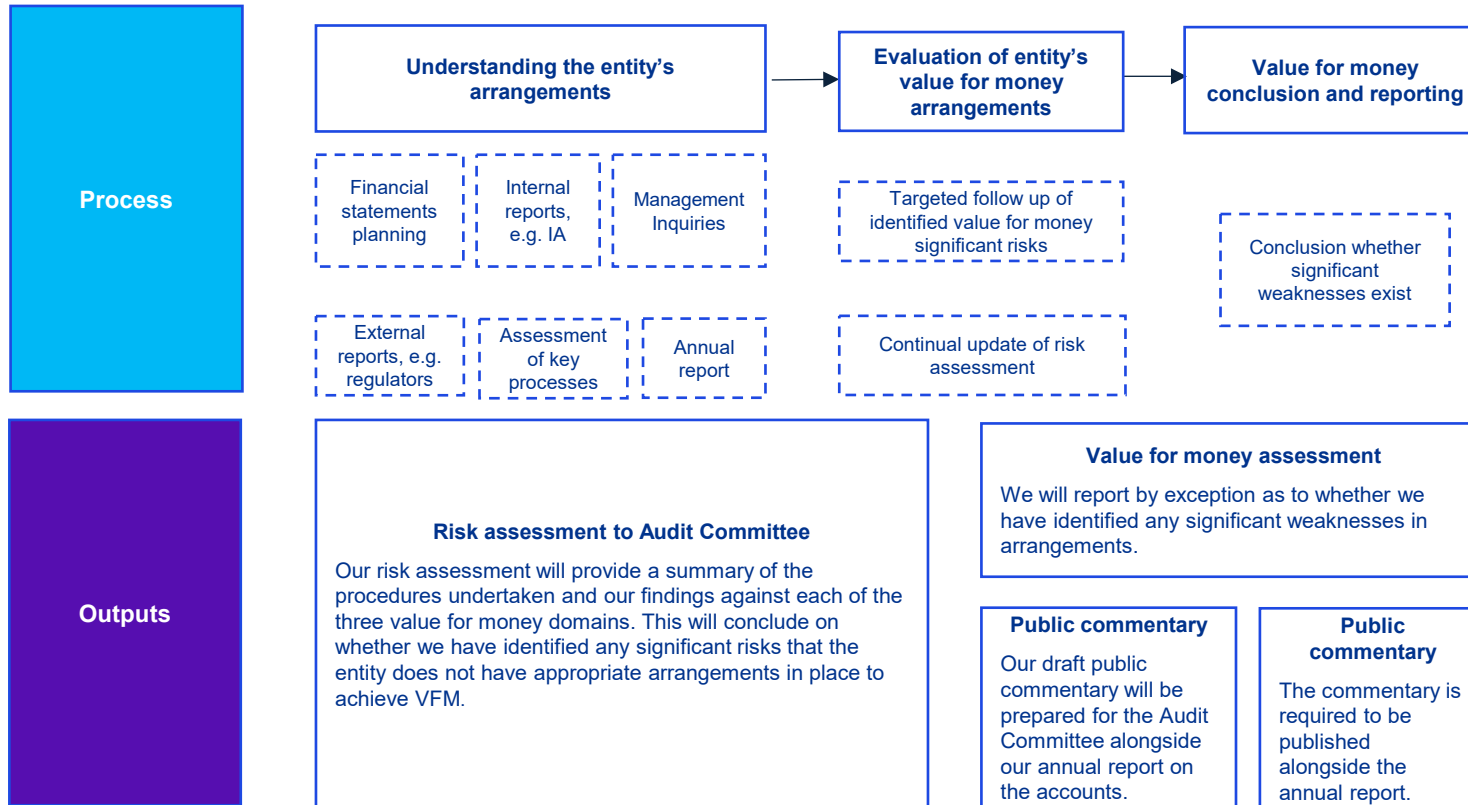 Process
Understanding the entity's
arrangements
Evaluation of entity's
value for money
arrangements
Value for money
conclusion and reporting
Financial
statements
planning
Internal
reports,
e.g. IA
Management
Inquiries
Targeted follow up of
identified value for money
significant risks
Conclusion whether
significant
weaknesses exist
External
reports, e.g.
regulators
Assessment
of key
processes
Annual
report
Continual update of risk
assessment
Outputs
Risk assessment to Audit Committee
Our risk assessment will provide a summary of the
procedures undertaken and our findings against each of the
three value for money domains. This will conclude on
whether we have identified any significant risks that the
entity does not have appropriate arrangements in place to
achieve VFM.
Value for money assessment
We will report by exception as to whether we
have identified any significant weaknesses in
arrangements.
Public commentary
Our draft public
commentary will be
prepared for the Audit
Committee alongside
our annual report on
the accounts.
Public
commentary
The commentary is
required to be
published
alongside the
annual report.